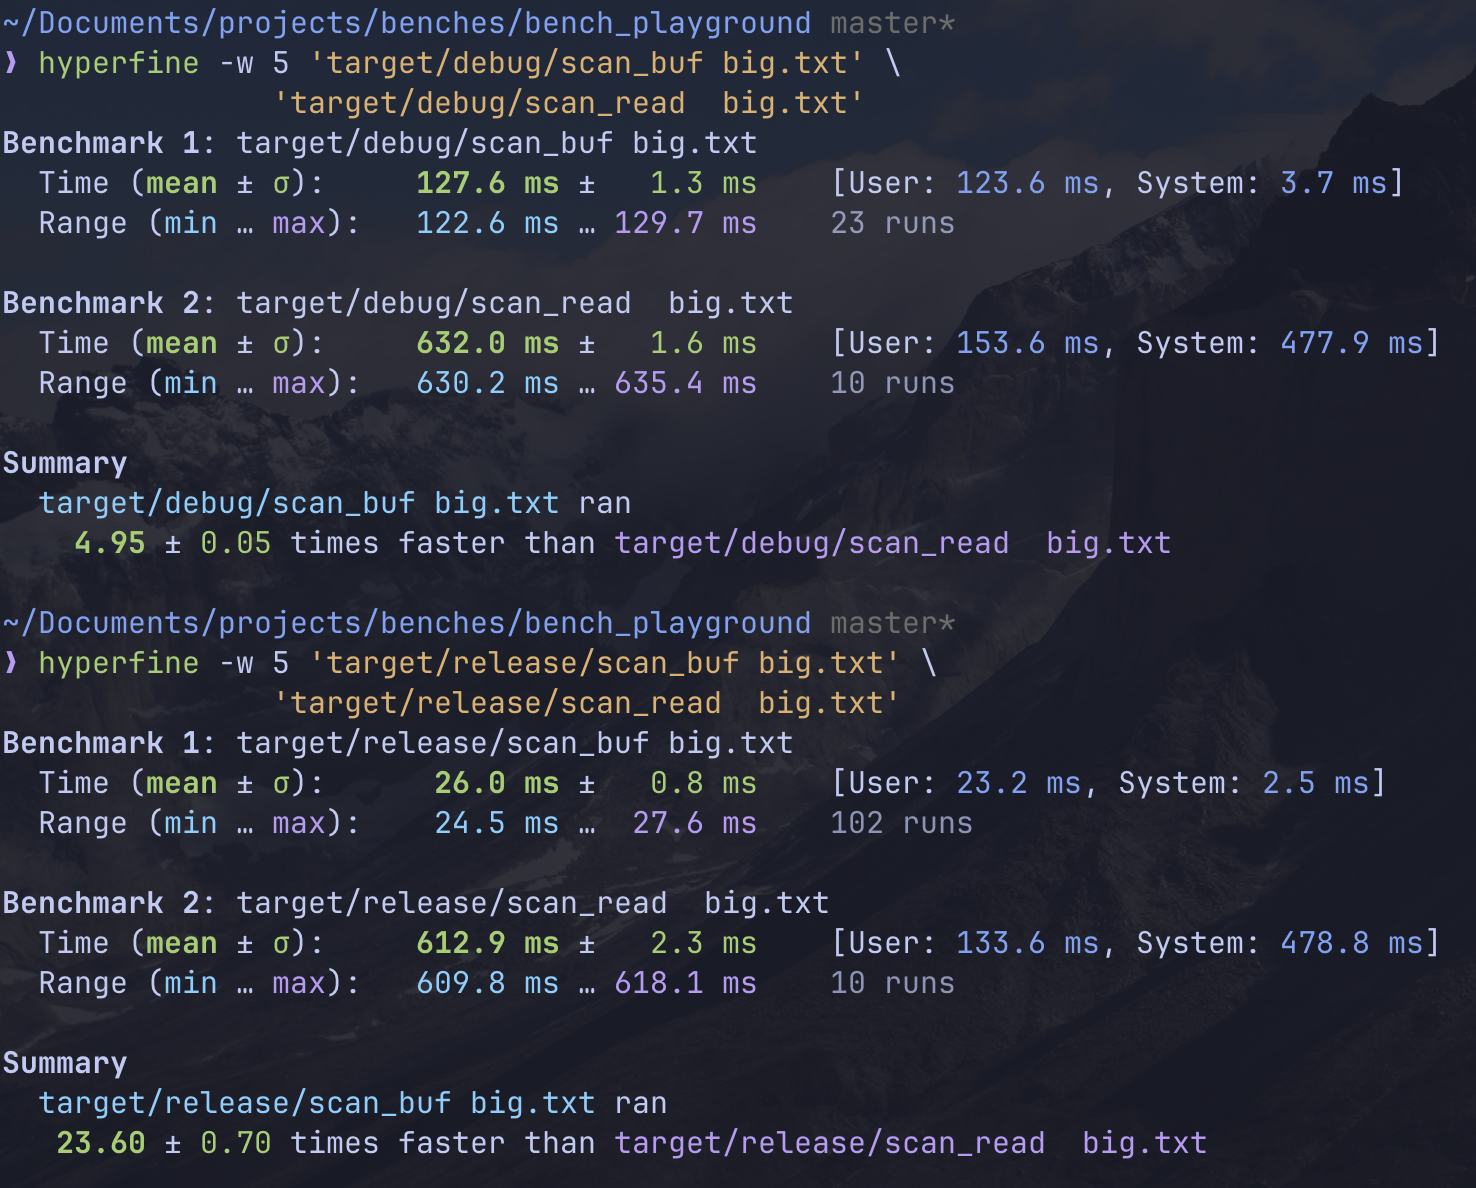 ~/Documents/projects/benches/bench_playground master*
❯ hyperfine -w 5 'target/debug/scan_buf big.txt' \
'target/debug/scan_read  big.txt'
Benchmark 1: target/debug/scan_buf big.txt
Time (mean ± σ):     127.6 ms ±   1.3 ms    [User: 123.6 ms, System: 3.7 ms]
Range (min … max):   122.6 ms … 129.7 ms    23 runs
Benchmark 2: target/debug/scan_read  big.txt
Time (mean ± σ):     632.0 ms ±   1.6 ms    [User: 153.6 ms, System: 477.9 ms]
Range (min … max):   630.2 ms … 635.4 ms    10 runs
Summary
target/debug/scan_buf big.txt ran
4.95 ± 0.05 times faster than target/debug/scan_read  big.txt
~/Documents/projects/benches/bench_playground master*
❯ hyperfine -w 5 'target/release/scan_buf big.txt' \
'target/release/scan_read  big.txt'
Benchmark 1: target/release/scan_buf big.txt
Time (mean ± σ):      26.0 ms ±   0.8 ms    [User: 23.2 ms, System: 2.5 ms]
Range (min … max):    24.5 ms …  27.6 ms    102 runs
Benchmark 2: target/release/scan_read  big.txt
Time (mean ± σ):     612.9 ms ±   2.3 ms    [User: 133.6 ms, System: 478.8 ms]
Range (min … max):   609.8 ms … 618.1 ms    10 runs
Summary
target/release/scan_buf big.txt ran
23.60 ± 0.70 times faster than target/release/scan_read  big.txt